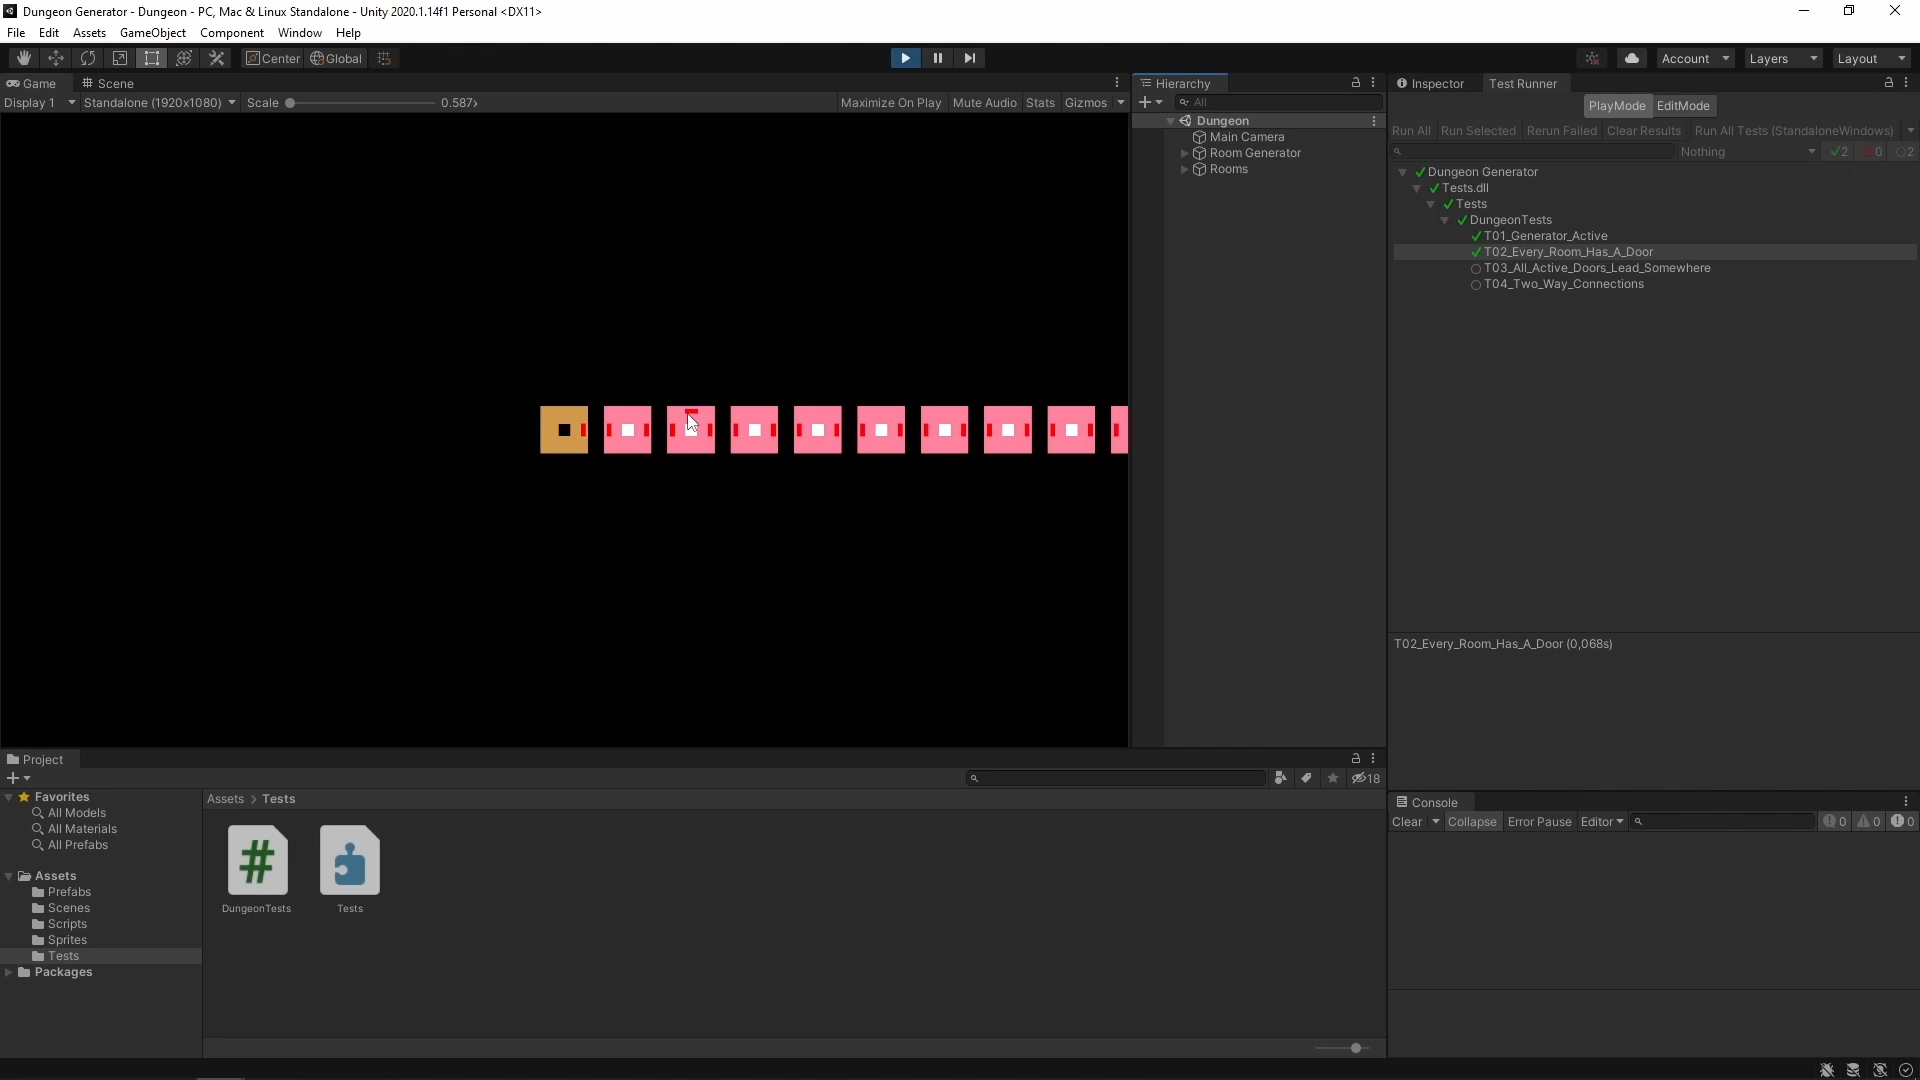 Dungeon Generator - Dungeon - PC, Mac & Linux Standalone - Unity 2020.1.14f1 Personal <DX11>
File Edit Assets GameObject Component Window Help
Center Global Account Layers Layout
Game Scene
Display 1 Standalone (1920x1080) Scale 0.587x Maximize On Play Mute Audio Stats Gizmos
Hierarchy
All
Dungeon
Main Camera
Room Generator
Rooms
Inspector Test Runner
PlayMode EditMode
Run All Run Selected Rerun Failed Clear Results Run All Tests (StandaloneWindows)
Nothing 2 0 2
Dungeon Generator
Tests.dll
Tests
DungeonTests
T01_Generator_Active
T02_Every_Room_Has_A_Door
T03_All_Active_Doors_Lead_Somewhere
T04_Two_Way_Connections
T02_Every_Room_Has_A_Door (0,068s)
Project
18
Favorites
All Models
All Materials
All Prefabs
Assets
Prefabs
Scenes
Scripts
Sprites
Tests
Packages
Assets > Tests
DungeonTests Tests
Console
Clear Collapse Error Pause Editor 0 0 0